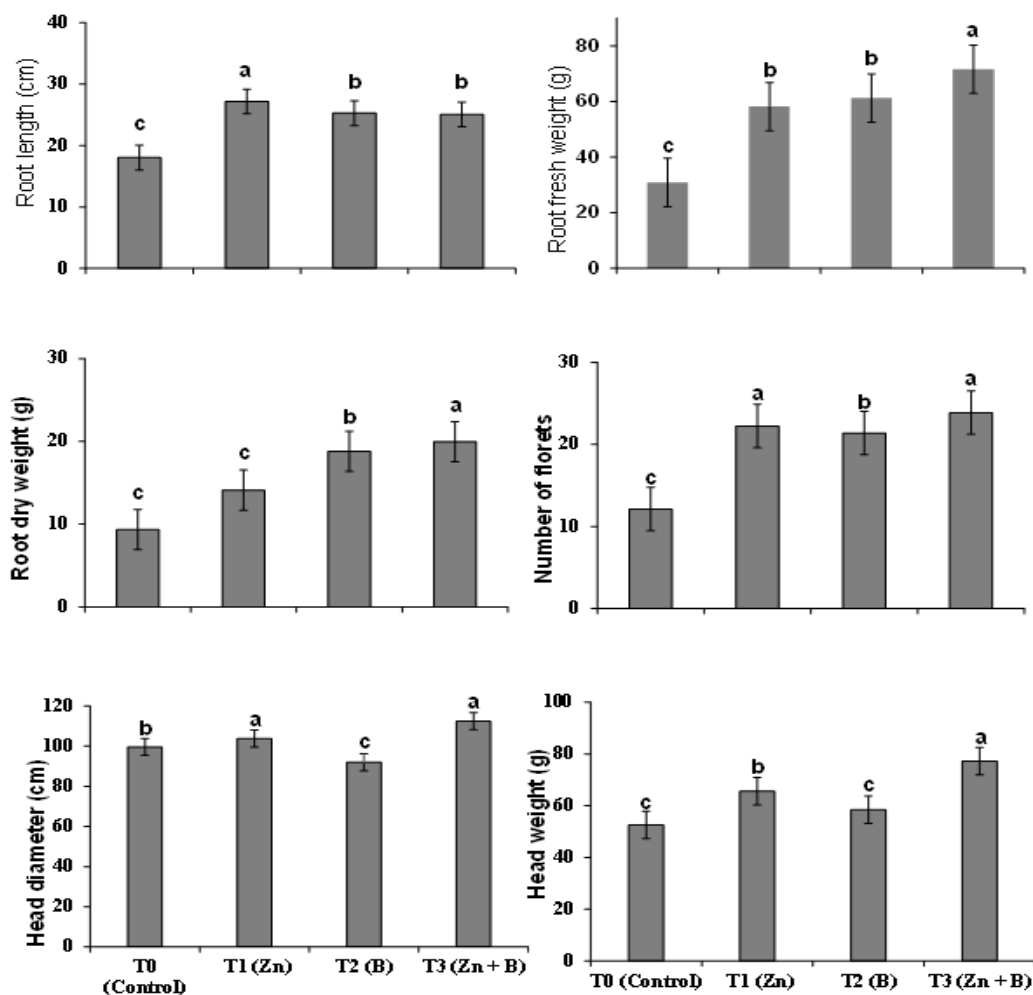 Root length (cm)
40
30
20
10
0
c
a
b
b
Root fresh weight (g)
80
60
40
20
0
c
b
b
a
Root dry weight (g)
30
20
10
0
c
c
b
a
Number of florets
30
20
10
0
c
a
b
a
Head diameter (cm)
120
100
80
60
40
20
0
b
a
c
a
T0
(Control)
T1 (Zn)
T2 (B)
T3 (Zn + B)
Head weight (g)
100
80
60
40
20
0
c
b
c
a
T0 (Control)
T1 (Zn)
T2 (B)
T3 (Zn + B)